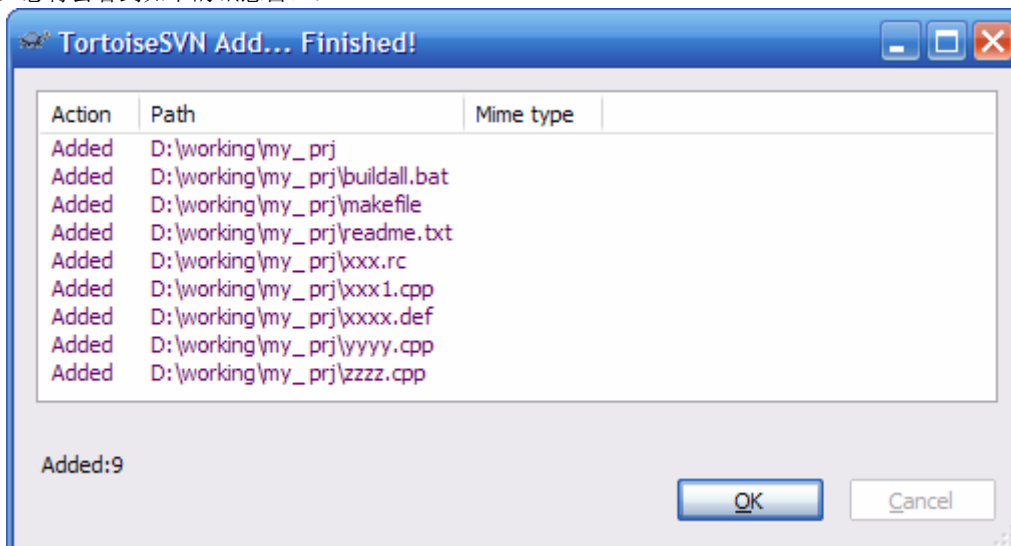 TortoiseSVN Add... Finished!
Action Path Mime type
Added D:\working\my_prj
Added D:\working\my_prj\buildall.bat
Added D:\working\my_prj\makefile
Added D:\working\my_prj\readme.txt
Added D:\working\my_prj\xxx.rc
Added D:\working\my_prj\xxx1.cpp
Added D:\working\my_prj\xxxx.def
Added D:\working\my_prj\yyyy.cpp
Added D:\working\my_prj\zzzz.cpp
Added:9
OK Cancel